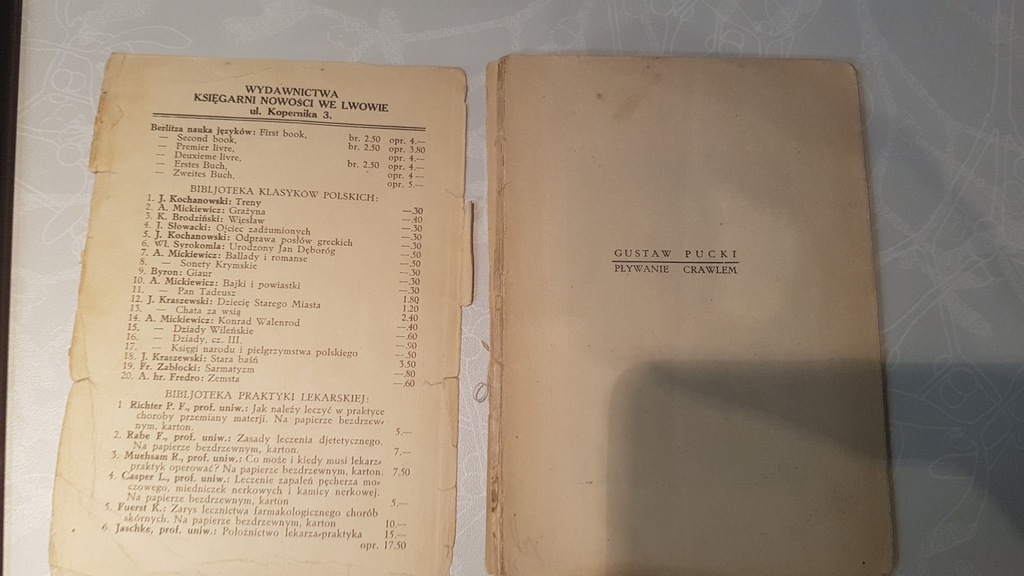 WYDAWNICTWA
KSIĘGARNI NOWOŚCI WE LWOWIE
ul. Kopernika 3.
Berlitza nauka języków: First book, br. 2.50 opr. 4.—
— Second book, br. 2.50 opr. 3.80
— Premier livre, opr. 4.—
— Deuxieme livre, br. 2.50 opr. 4.—
— Erstes Buch, opr. 4.—
— Zweites Buch, opr. 5.—
BIBLJOTEKA KLASYKÓW POLSKICH:
1. J. Kochanowski: Treny —.30
2. A. Mickiewicz: Grażyna —.40
3. K. Brodziński: Wiesław —.30
4. J. Słowacki: Ojciec zadżumionych —.30
5. J. Kochanowski: Odprawa posłów greckich —.30
6. Wł. Syrokomla: Urodzony Jan Dęboróg —.50
7. A. Mickiewicz: Ballady i romanse —.50
8. — Sonety Krymskie —.30
9. Byron: Giaur —.30
10. A. Mickiewicz: Bajki i powiastki —.30
11. — Pan Tadeusz 1.80
12. J. Kraszewski: Dziecię Starego Miasta 1.20
13. — Chata za wsią 2.40
14. A. Mickiewicz: Konrad Walenrod —.40
15. — Dziady Wileńskie —.60
16. — Dziady, cz. III. —.90
17. — Księgi narodu i pielgrzymstwa polskiego —.50
18. J. Kraszewski: Stara baśń 3.50
19. Fr. Zabłocki: Sarmatyzm —.80
20. A. hr. Fredro: Zemsta —.60
BIBLJOTEKA PRAKTYKI LEKARSKIEJ:
1 Richter P. F., prof. uniw.: Jak należy leczyć w praktyce
choroby przemiany materji. Na papierze bezdrzew-
nym, karton. 5.—
2. Rabe F., prof. uniw.: Zasady leczenia djetetycznego.
Na papierze bezdrzewnym, karton. 7.—
3. Muehsam R., prof. uniw.: Co może i kiedy musi lekarz-
praktyk operować? Na papierze bezdrzewnym, karton. 7.50
4. Casper L., prof. uniw.: Leczenie zapaleń pęcherza mo-
czowego, miedniczek nerkowych i kamicy nerkowej.
Na papierze bezdrzewnym, karton 5.—
5. Fuerst K.: Zarys lecznictwa farmakologicznego chorób
skórnych. Na papierze bezdrzewnym, karton 10.—
6 Jaschke, prof. uniw.: Położnictwo lekarza-praktyka 15.—
opr. 17.50
GUSTAW PUCKI
PŁYWANIE CRAWLEM